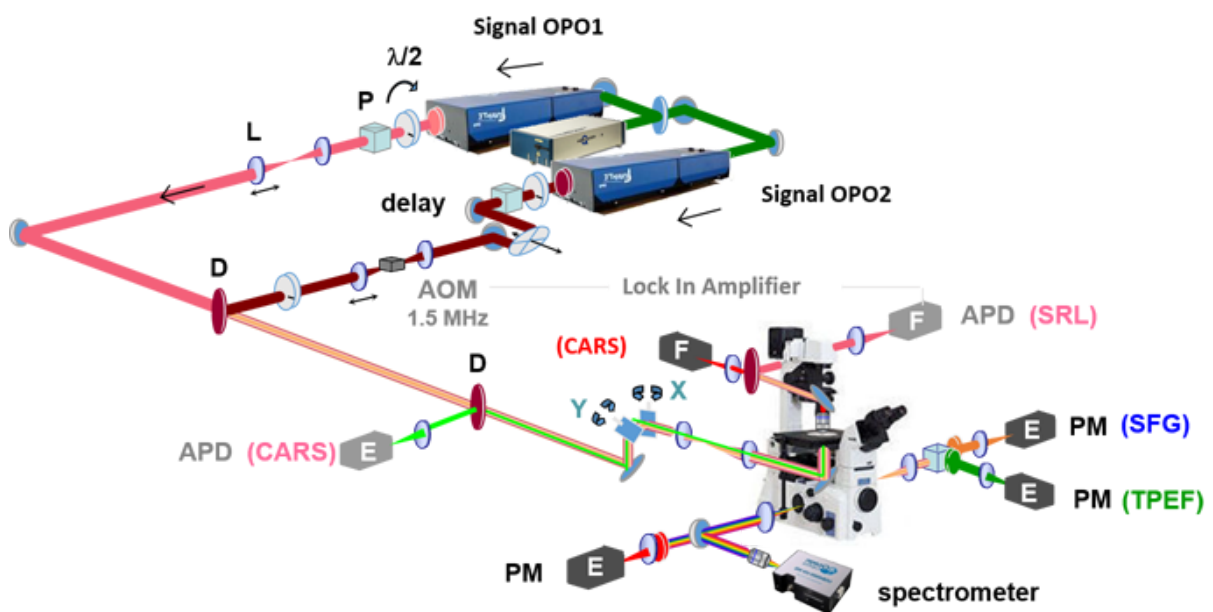 Signal OPO1
λ/2
P
L
delay
Signal OPO2
D
AOM
1.5 MHz
Lock In Amplifier
F
APD (SRL)
(CARS)
F
D
Y
X
APD (CARS)
E
E
PM (SFG)
E
PM (TPEF)
PM
E
spectrometer